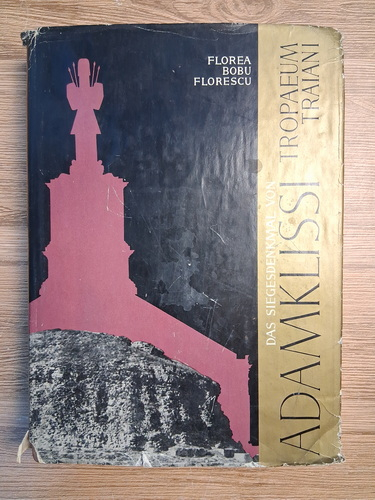 FLOREA
BOBU
FLORESCU
DAS SIEGESDENKMAL VON
ADAMKLISSI
TROPAEUM
TRAIANI